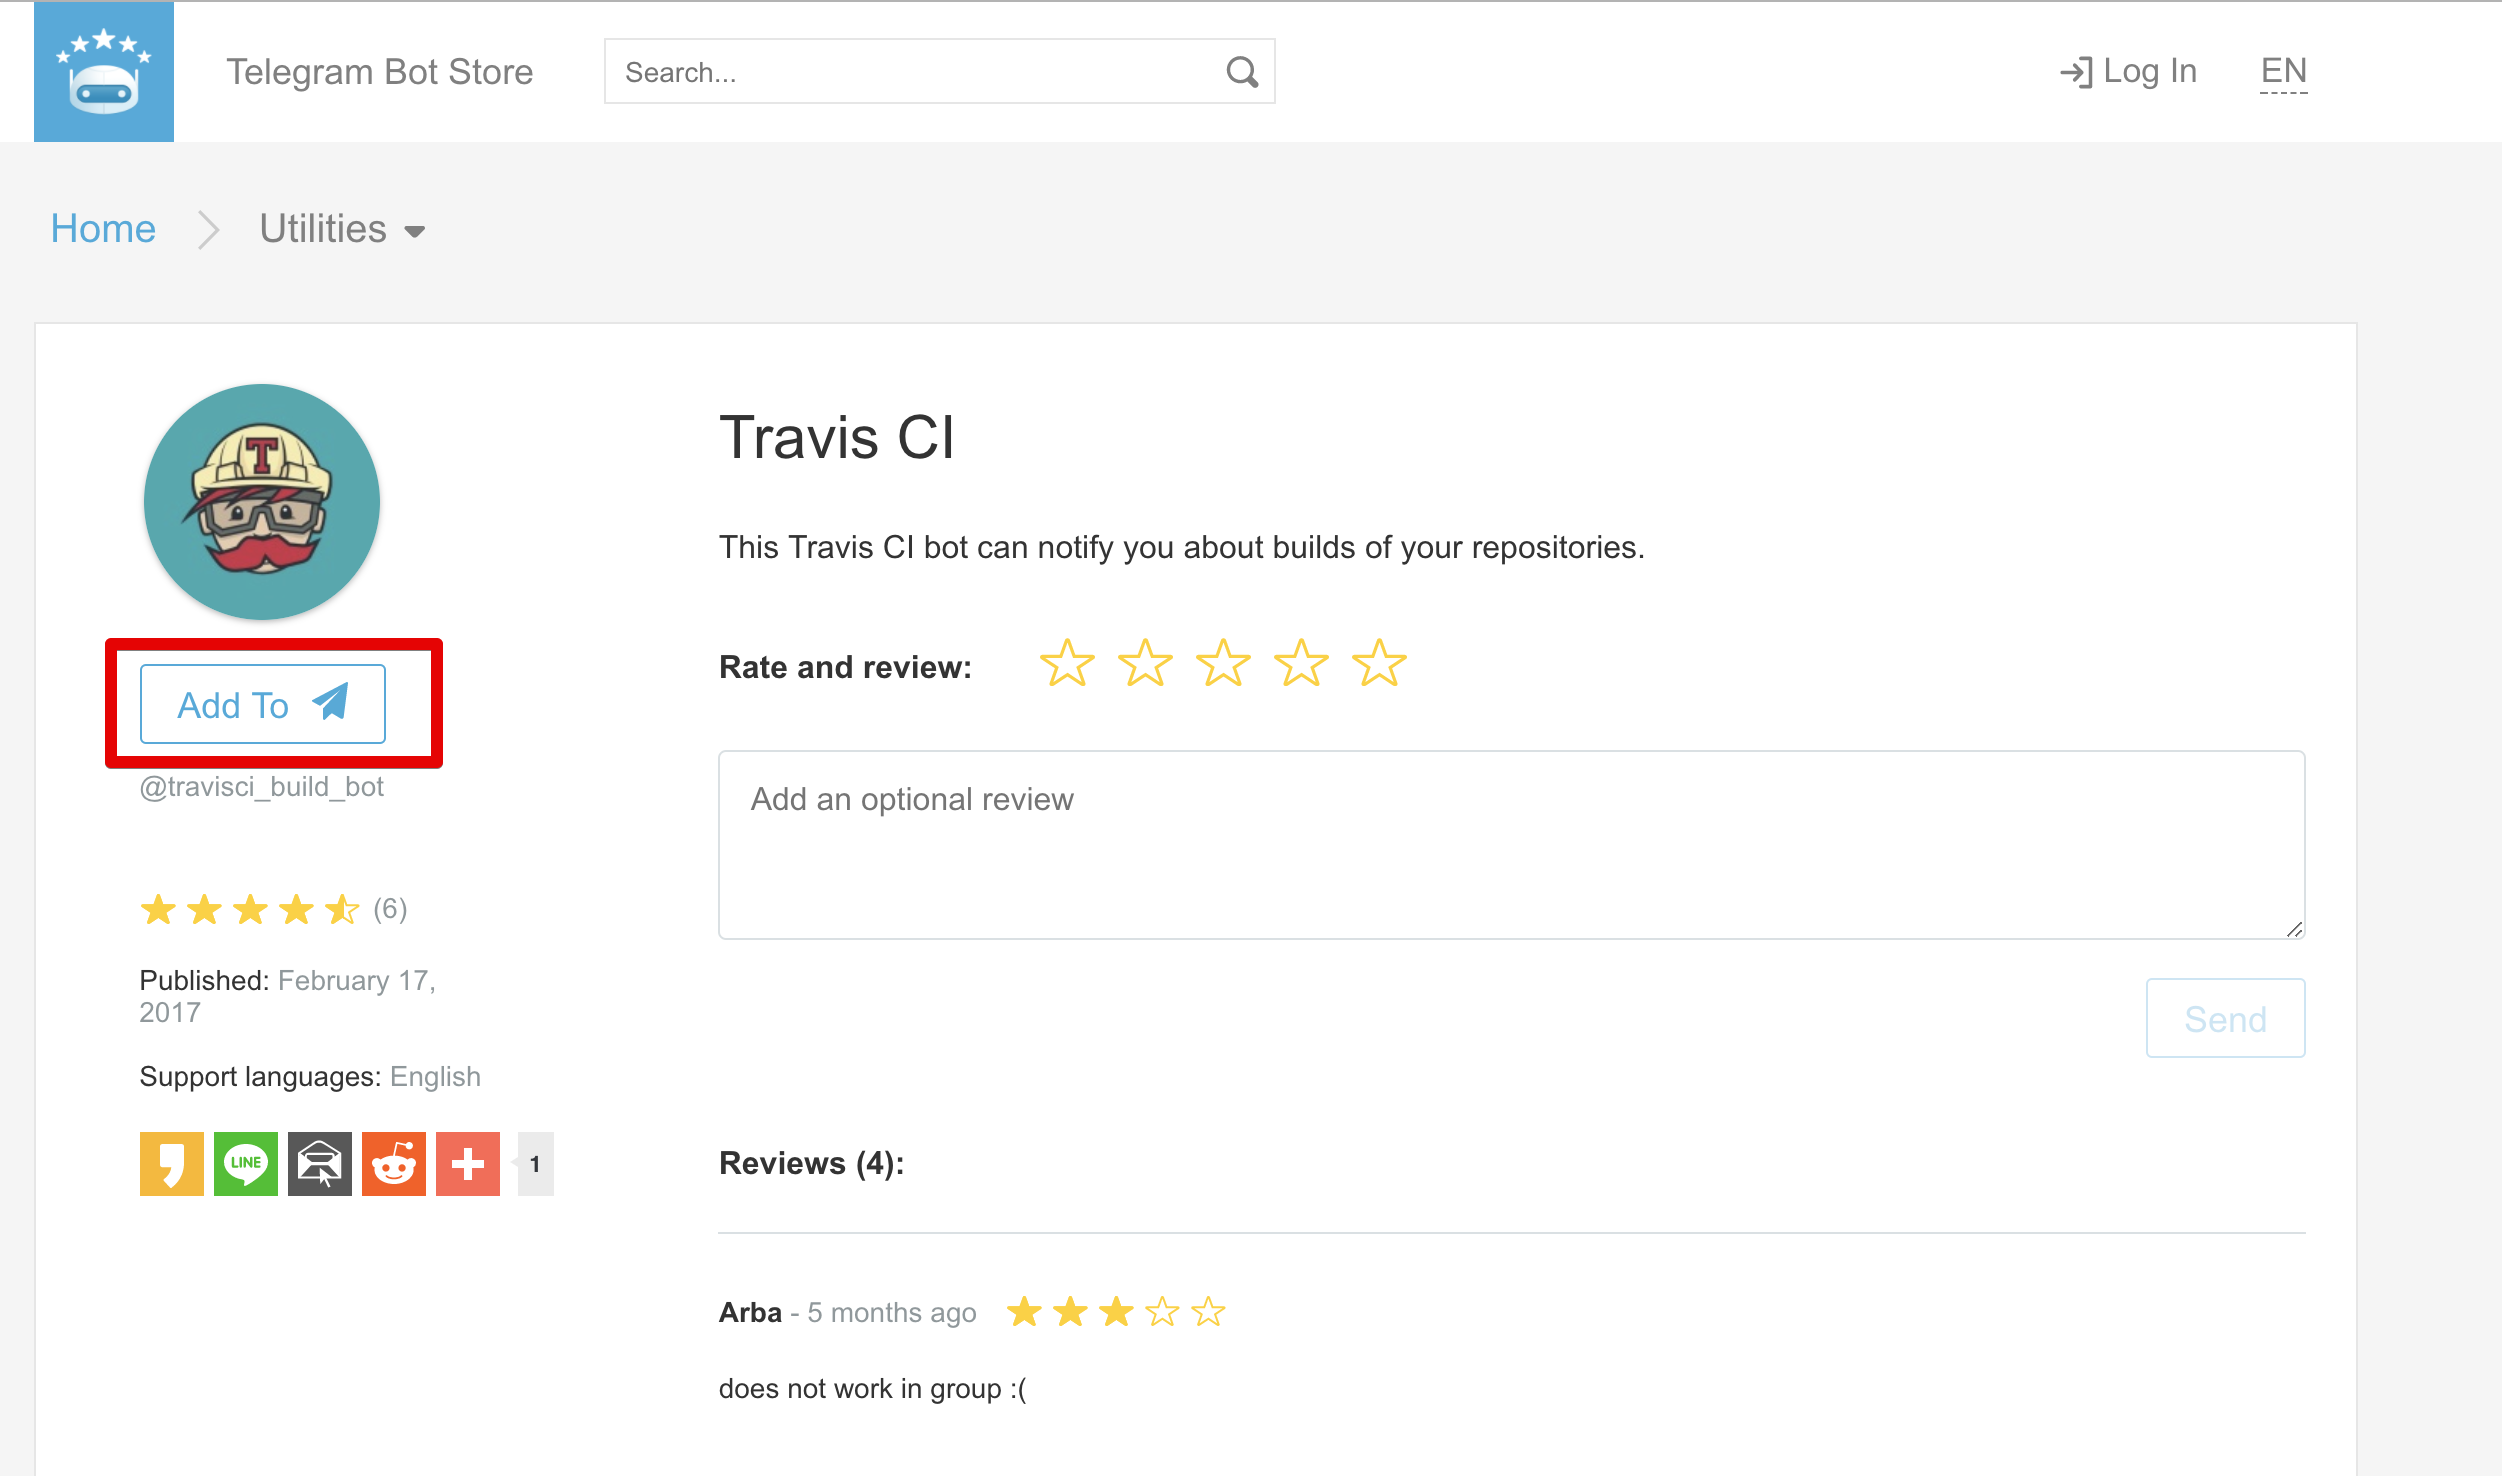 Telegram Bot Store
Search...
Log In
EN
Home
Utilities
T
Travis CI
This Travis CI bot can notify you about builds of your repositories.
Rate and review:
Add To
@travisci_build_bot
Add an optional review
(6)
Published: February 17,
2017
Send
Support languages: English
LINE
1
Reviews (4):
Arba - 5 months ago
does not work in group :(